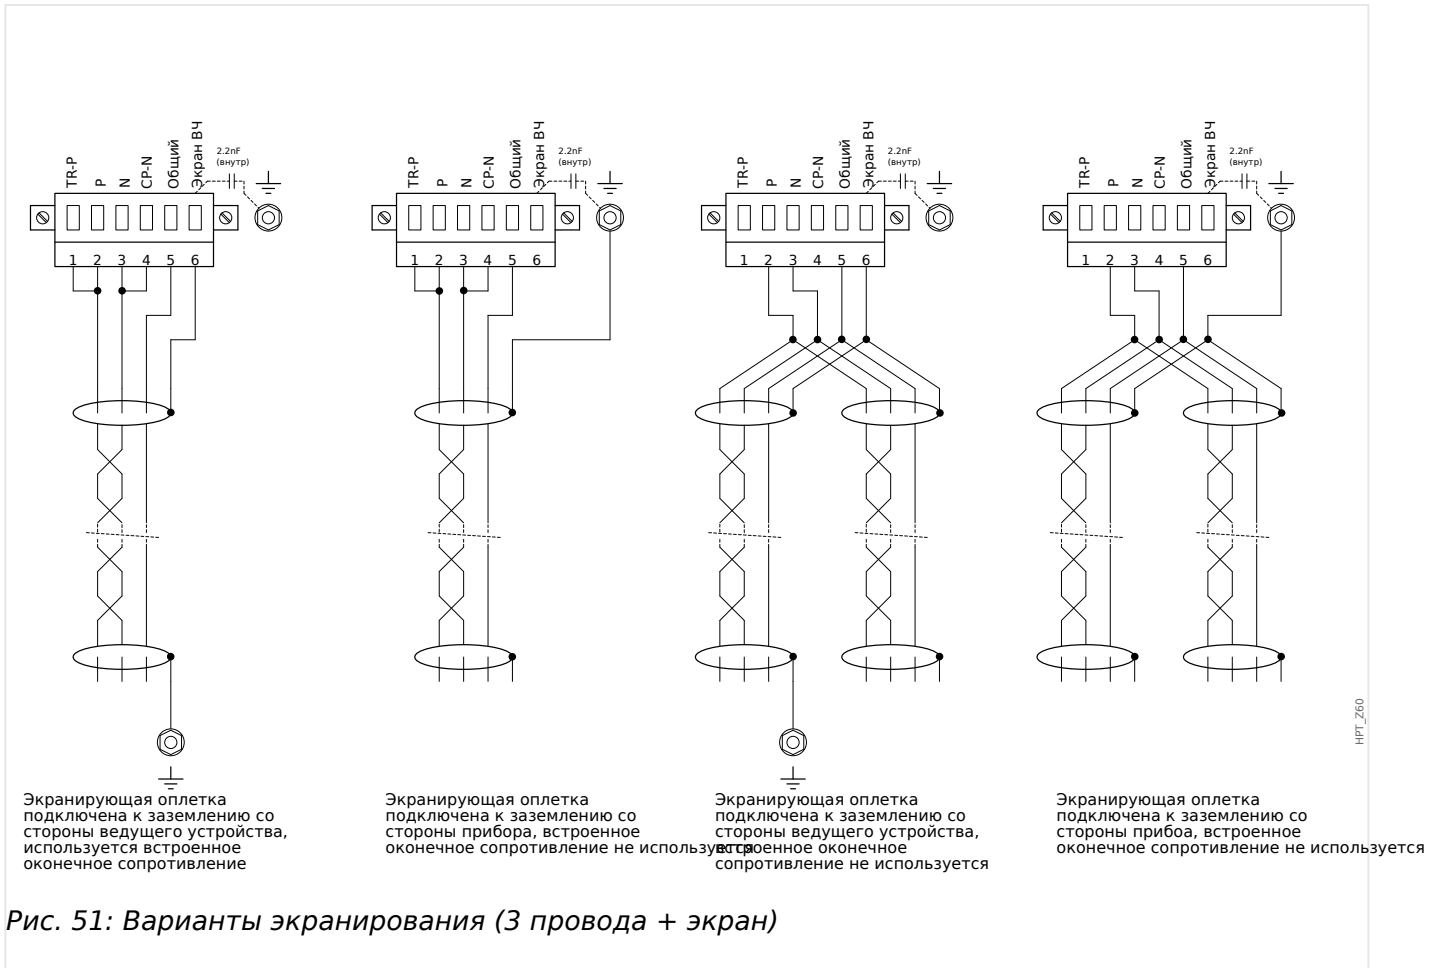 TR-P
P
N
CP-N
Общий
Экран ВЧ
2.2nF
(внутр)
1 2 3 4 5 6
TR-P
P
N
CP-N
Общий
Экран ВЧ
2.2nF
(внутр)
1 2 3 4 5 6
TR-P
P
N
CP-N
Общий
Экран ВЧ
2.2nF
(внутр)
1 2 3 4 5 6
TR-P
P
N
CP-N
Общий
Экран ВЧ
2.2nF
(внутр)
1 2 3 4 5 6
HPT_Z60
Экранирующая оплетка
подключена к заземлению со
стороны ведущего устройства,
используется встроенное
оконечное сопротивление
Экранирующая оплетка
подключена к заземлению со
стороны прибора, встроенное
оконечное сопротивление не используется
Экранирующая оплетка
подключена к заземлению со
стороны ведущего устройства,
встроенное оконечное
сопротивление не используется
Экранирующая оплетка
подключена к заземлению со
стороны прибоа, встроенное
оконечное сопротивление не используется
Рис. 51: Варианты экранирования (3 провода + экран)